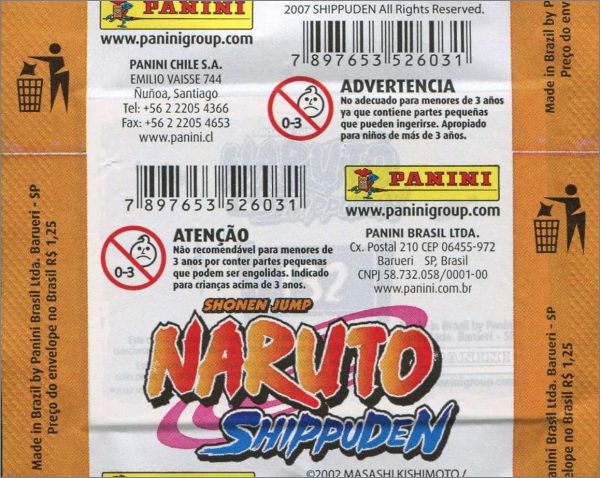 PANINI
www.paninigroup.com
PANINI CHILE S.A.
EMILIO VAISSE 744
Ñuñoa, Santiago
Tel: +56 2 2205 4366
Fax: +56 2 2205 4653
www.panini.cl
2007 SHIPPUDEN All Rights Reserved.
7 897653 526031
0-3
ADVERTENCIA
No adecuado para menores de 3 años
ya que contiene partes pequeñas
que pueden ingerirse. Apropiado
para niños de más de 3 años.
7 897653 526031
0-3
ATENÇÃO
Não recomendável para menores de
3 anos por conter partes pequenas
que podem ser engolidas. Indicado
para crianças acima de 3 anos.
PANINI
www.paninigroup.com
PANINI BRASIL LTDA.
Cx. Postal 210 CEP 06455-972
Barueri SP, Brasil
CNPJ 58.732.058/0001-00
www.panini.com.br
SHONEN JUMP
NARUTO
SHIPPUDEN
©2002 MASASHI KISHIMOTO /
Made in Brazil by Panini Brasil Ltda. Barueri - SP
Preço do envelope no Brasil R$ 1,25
Made in Brazil by Pan
Preço do env
Brasil Ltda. Barueri - SP
elope no Brasil R$ 1,25